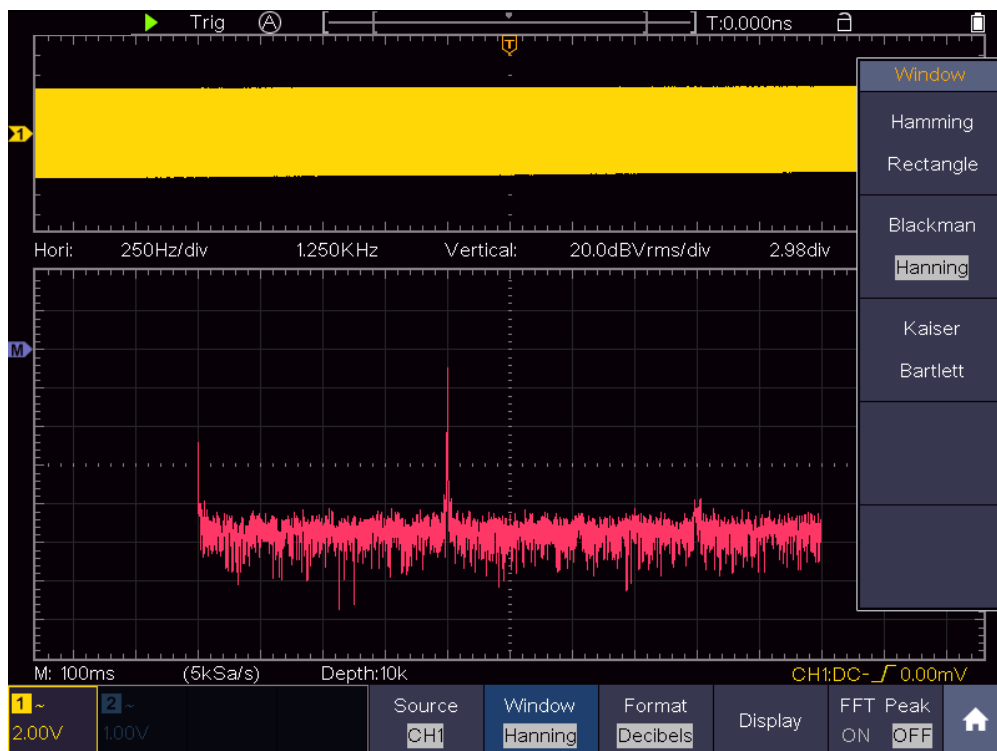 Trig A T:0.000ns
T
Window
1
Hamming
Rectangle
Blackman
Hanning
Kaiser
Bartlett
Hori: 250Hz/div 1.250KHz Vertical: 20.0dBVrms/div 2.98div
M
M: 100ms (5kSa/s) Depth:10k CH1:DC- 0.00mV
1 ~ 2 ~ Source Window Format Display FFT Peak
2.00V 1.00V CH1 Hanning Decibels ON OFF